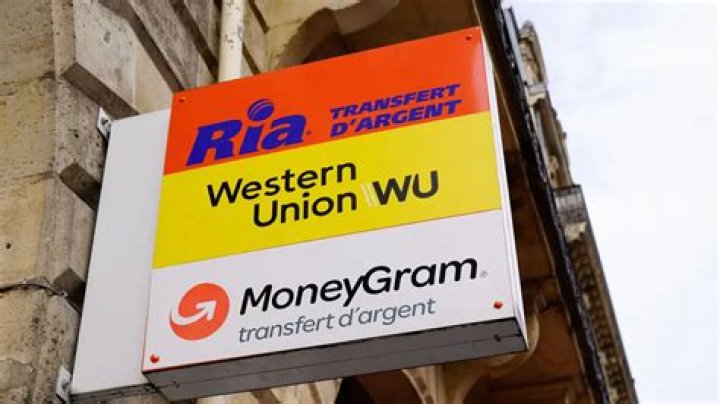 Ria TRANSFERT
D'ARGENT
Western
Union WU
MoneyGram
transfert d'argent